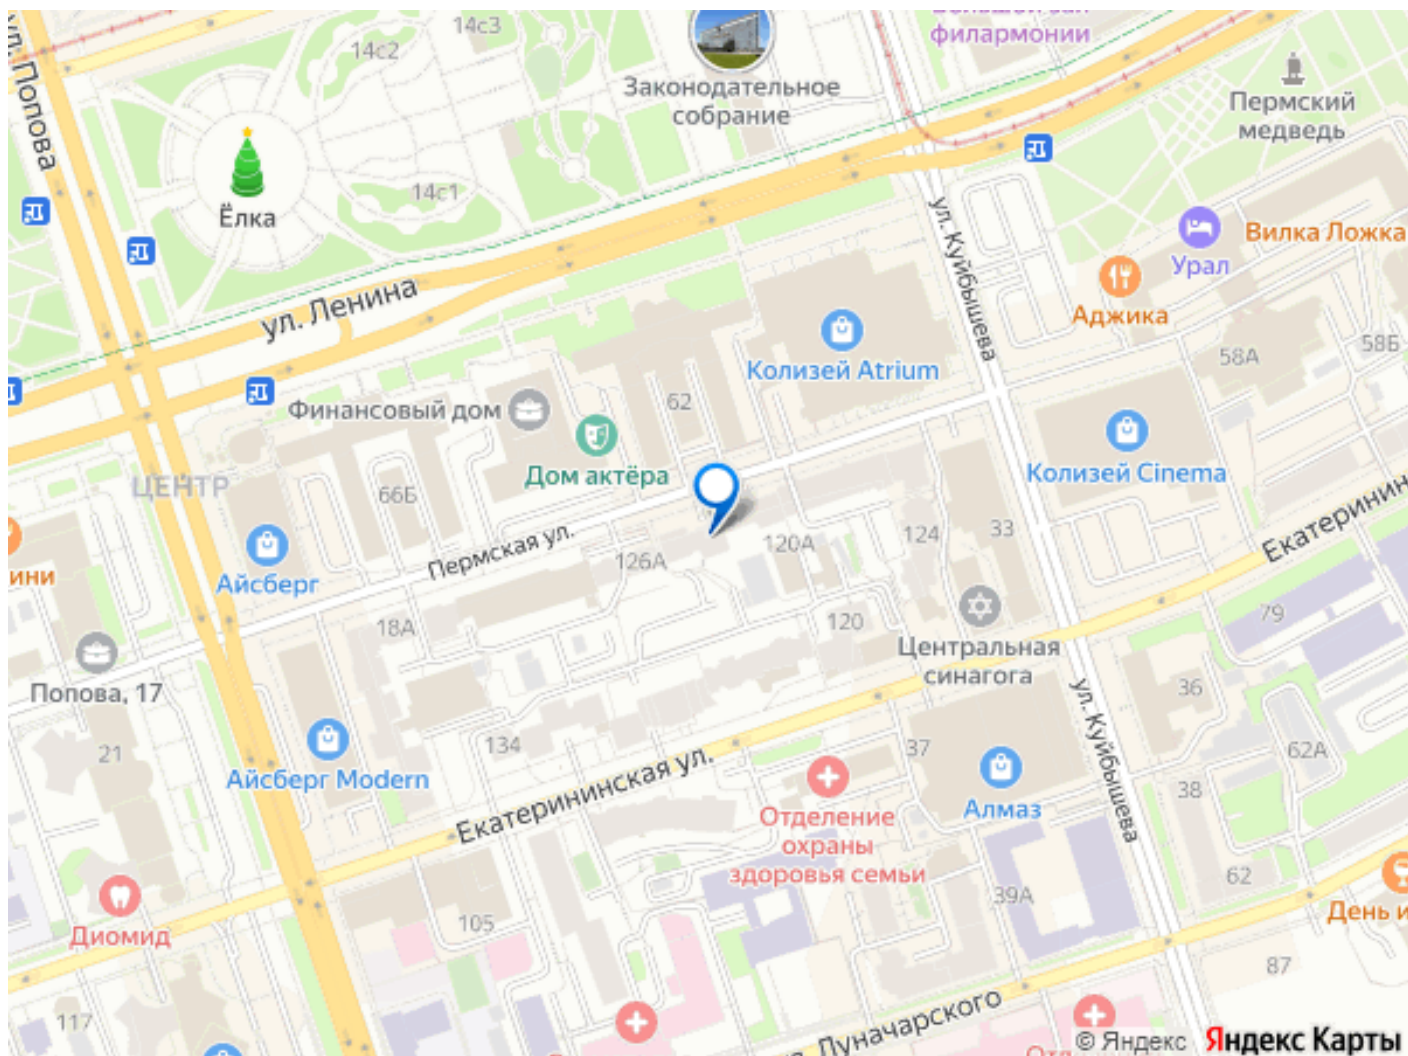 14с3
14с2
ул. Попова
Законодательное
собрание
филармонии
Пермский
медведь
14с1
Ёлка
ул. Куйбышева
Вилка Ложка
Урал
ул. Ленина
Аджика
58А
58Б
Колизей Atrium
Финансовый дом
62
Дом актёра
Колизей Cinema
ЦЕНТР
66Б
Пермская ул.
126А
120А
124
33
Айсберг
18А
120
79
Центральная
синагога
Попова, 17
36
ул. Куйбышева
21
134
37
62А
Айсберг Modern
Екатерининская ул.
38
Алмаз
Отделение
охраны
здоровья семьи
39А
62
105
День и
Диомид
87
117
Луначарского
© Яндекс Яндекс Карты